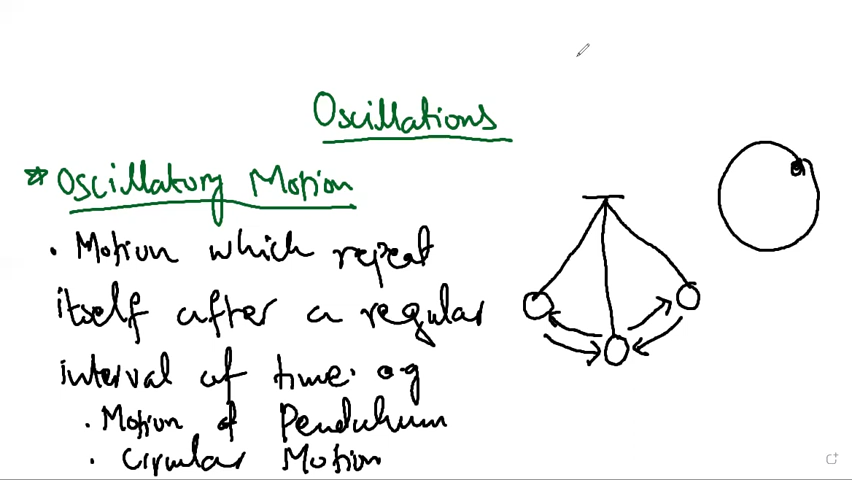 Oscillations
* Oscillatory Motion
. Motion which repeat
itself after a regular
interval of time. e.g
. Motion of Pendulum
. Circular Motion